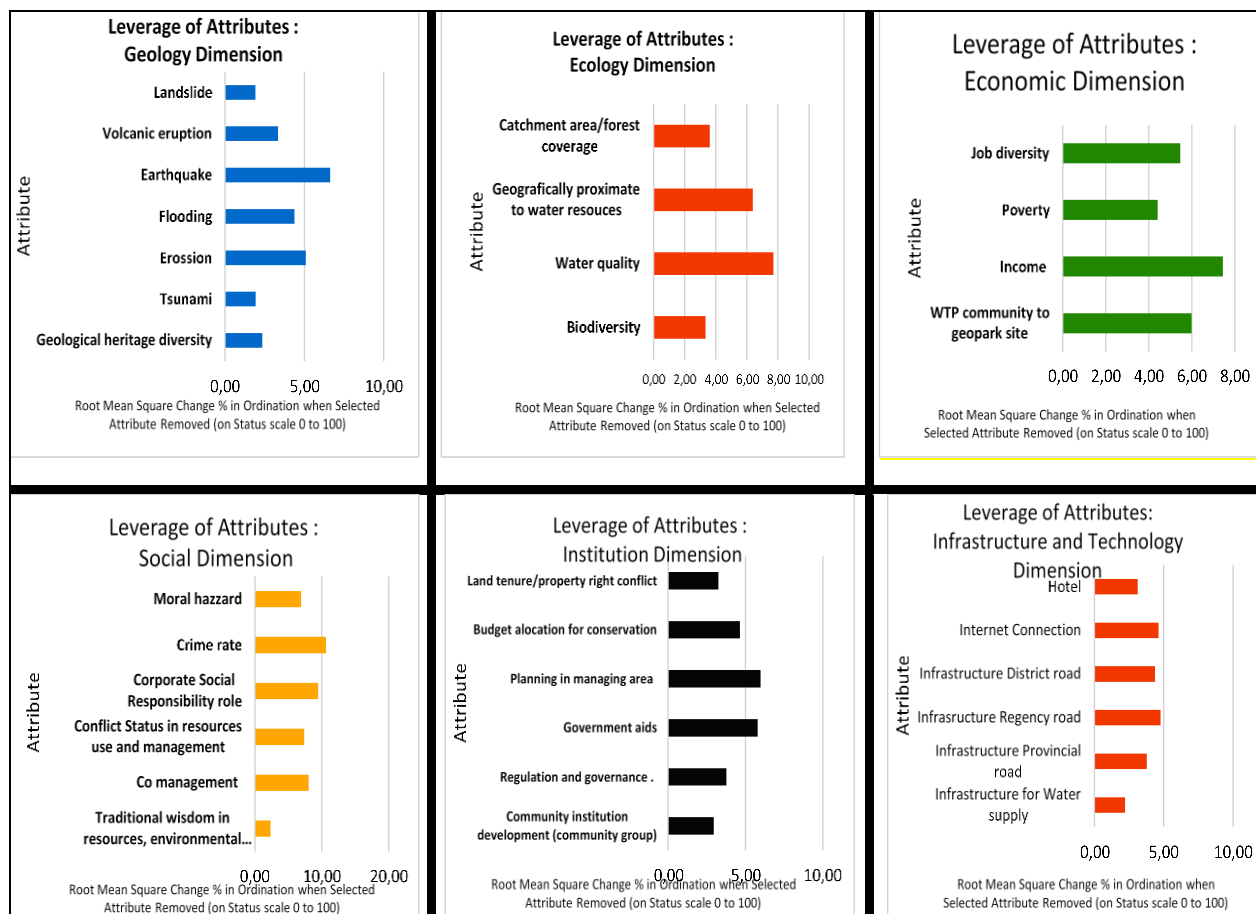 Leverage of Attributes :
Geology Dimension
Attribute
Landslide
Volcanic eruption
Earthquake
Flooding
Erossion
Tsunami
Geological heritage diversity
0,00 5,00 10,00
Root Mean Square Change % in Ordination when Selected
Attribute Removed (on Status scale 0 to 100)
Leverage of Attributes :
Ecology Dimension
Attribute
Catchment area/forest
coverage
Geografically proximate
to water resouces
Water quality
Biodiversity
0,00 2,00 4,00 6,00 8,00 10,00
Root Mean Square Change % in Ordination when Selected
Attribute Removed (on Status scale 0 to 100)
Leverage of Attributes :
Economic Dimension
Attribute
Job diversity
Poverty
Income
WTP community to
geopark site
0,00 2,00 4,00 6,00 8,00
Root Mean Square Change % in Ordination when
Selected Attribute Removed (on Status scale 0 to 100)
Leverage of Attributes :
Social Dimension
Attribute
Moral hazzard
Crime rate
Corporate Social
Responsibility role
Conflict Status in resources
use and management
Co management
Traditional wisdom in
resources, environmental...
0,00 10,00 20,00
Root Mean Square Change % in Ordination when Selected
Attribute Removed (on Status scale 0 to 100)
Leverage of Attributes :
Institution Dimension
Attribute
Land tenure/property right conflict
Budget alocation for conservation
Planning in managing area
Government aids
Regulation and governance .
Community institution
development (community group)
0,00 5,00 10,00
Root Mean Square Change % in Ordination when Selected
Attribute Removed (on Status scale 0 to 100)
Leverage of Attributes:
Infrastructure and Technology
Dimension
Attribute
Hotel
Internet Connection
Infrastructure District road
Infrasructure Regency road
Infrastructure Provincial
road
Infrastructure for Water
supply
0,00 5,00 10,00
Root Mean Square Change % in Ordination when
Selected Attribute Removed (on Status scale 0 to 100)